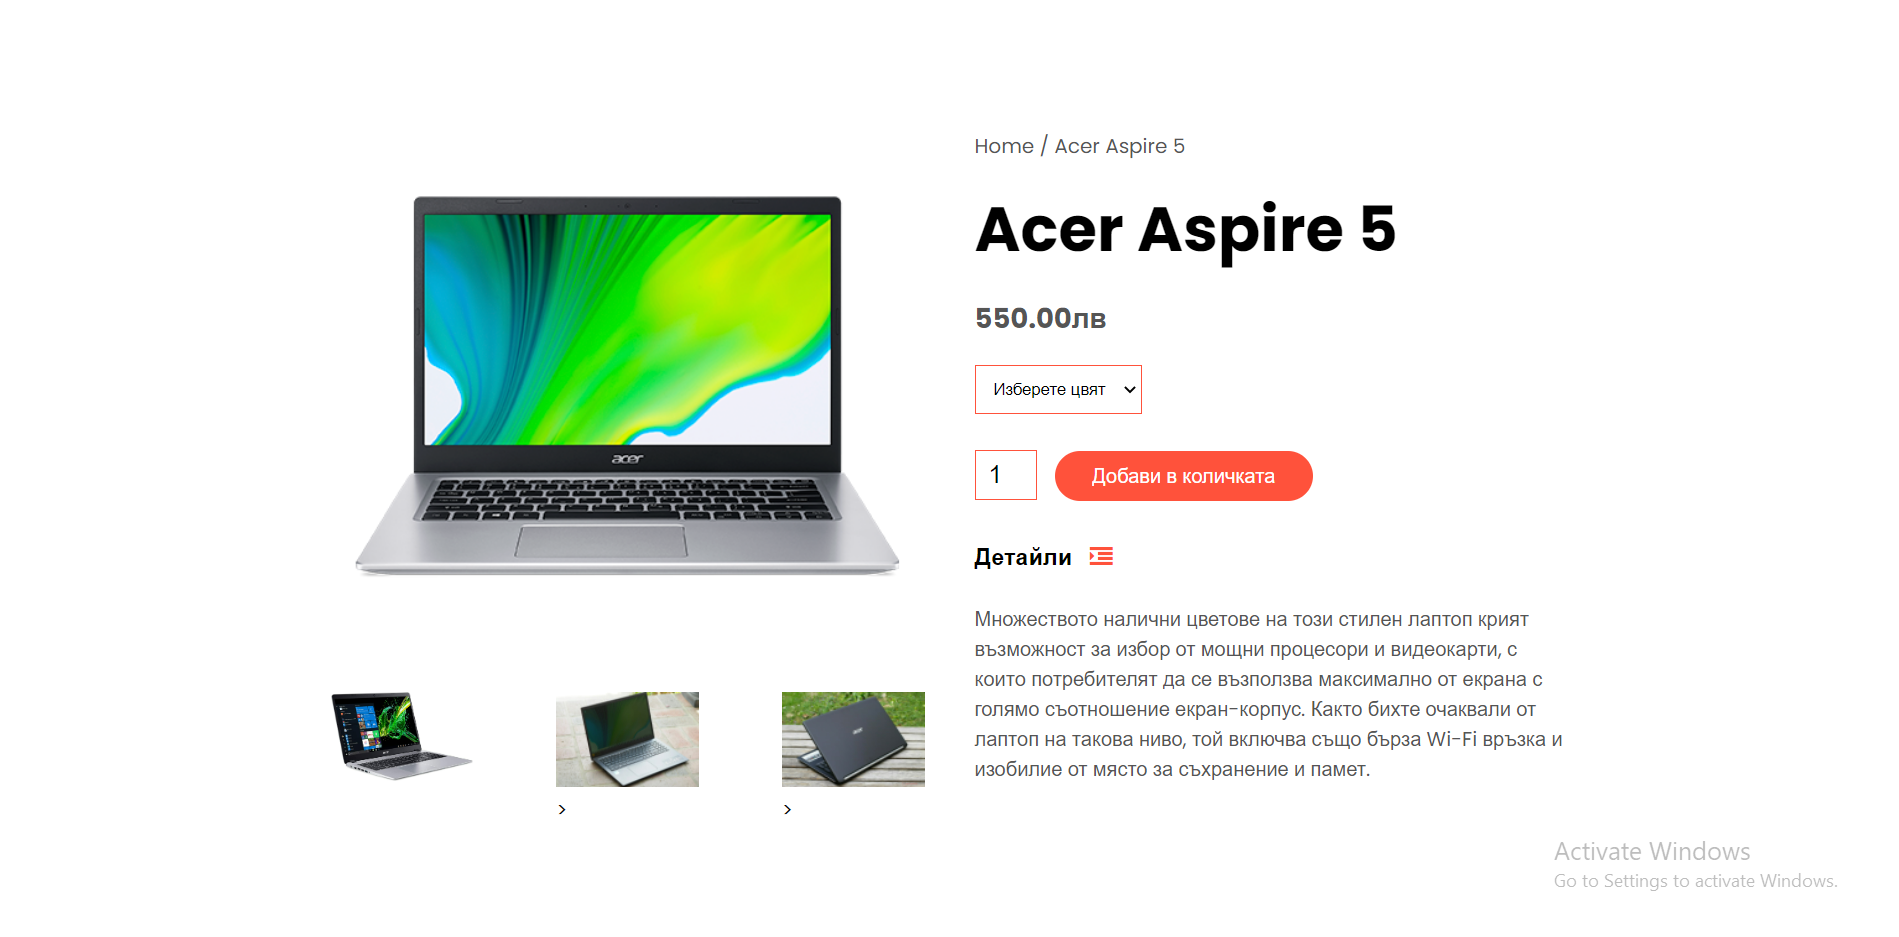 Home / Acer Aspire 5
Acer Aspire 5
550.00лв
Изберете цвят
1
Добави в количката
Детайли
Множеството налични цветове на този стилен лаптоп крият
възможност за избор от мощни процесори и видеокарти, с
които потребителят да се възползва максимално от екрана с
голямо съотношение екран-корпус. Както бихте очаквали от
лаптоп на такова ниво, той включва също бърза Wi-Fi връзка и
изобилие от място за съхранение и памет.
acer
>
>
Activate Windows
Go to Settings to activate Windows.